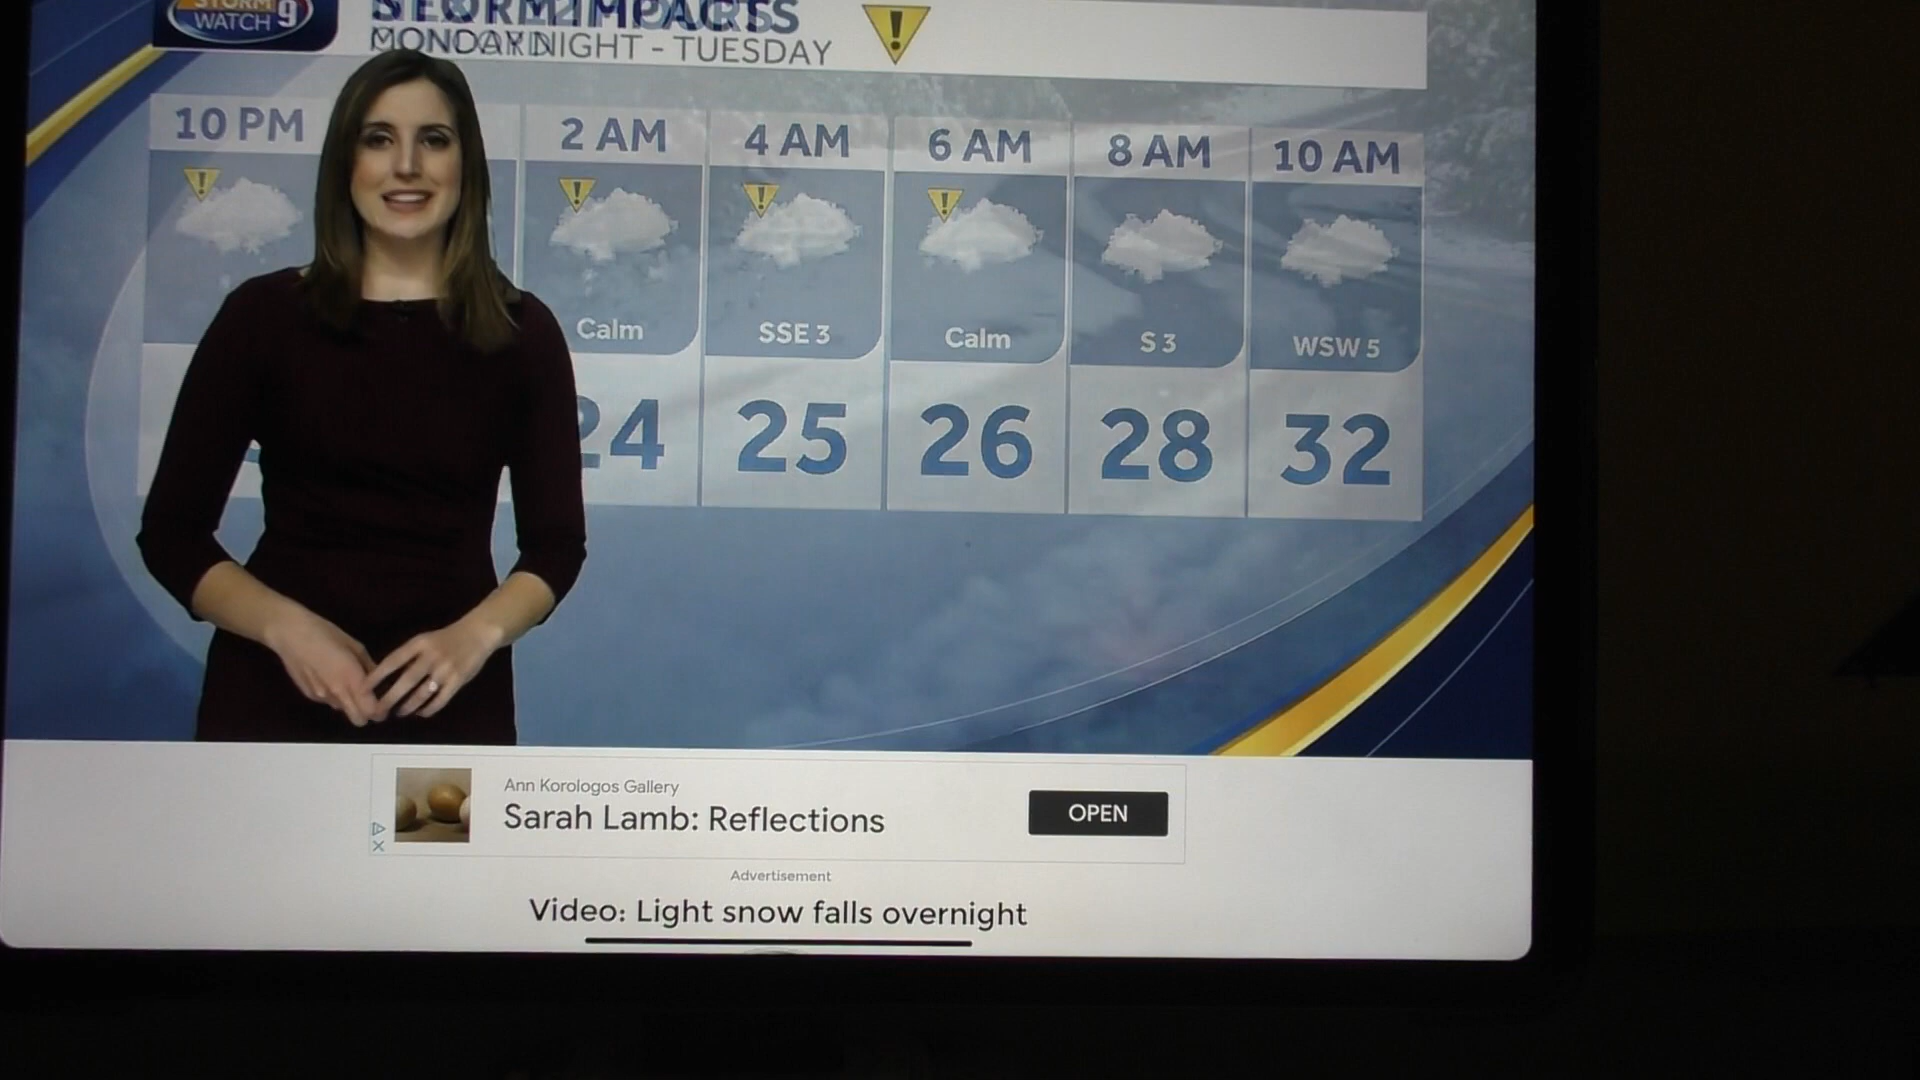 STORM
WATCH 9
STORM IMPACTS
MONDAY NIGHT - TUESDAY
10 PM
2 AM
4 AM
6 AM
8 AM
10 AM
Calm
SSE 3
Calm
S 3
WSW 5
24
25
26
28
32
Ann Korologos Gallery
Sarah Lamb: Reflections
OPEN
Advertisement
Video: Light snow falls overnight